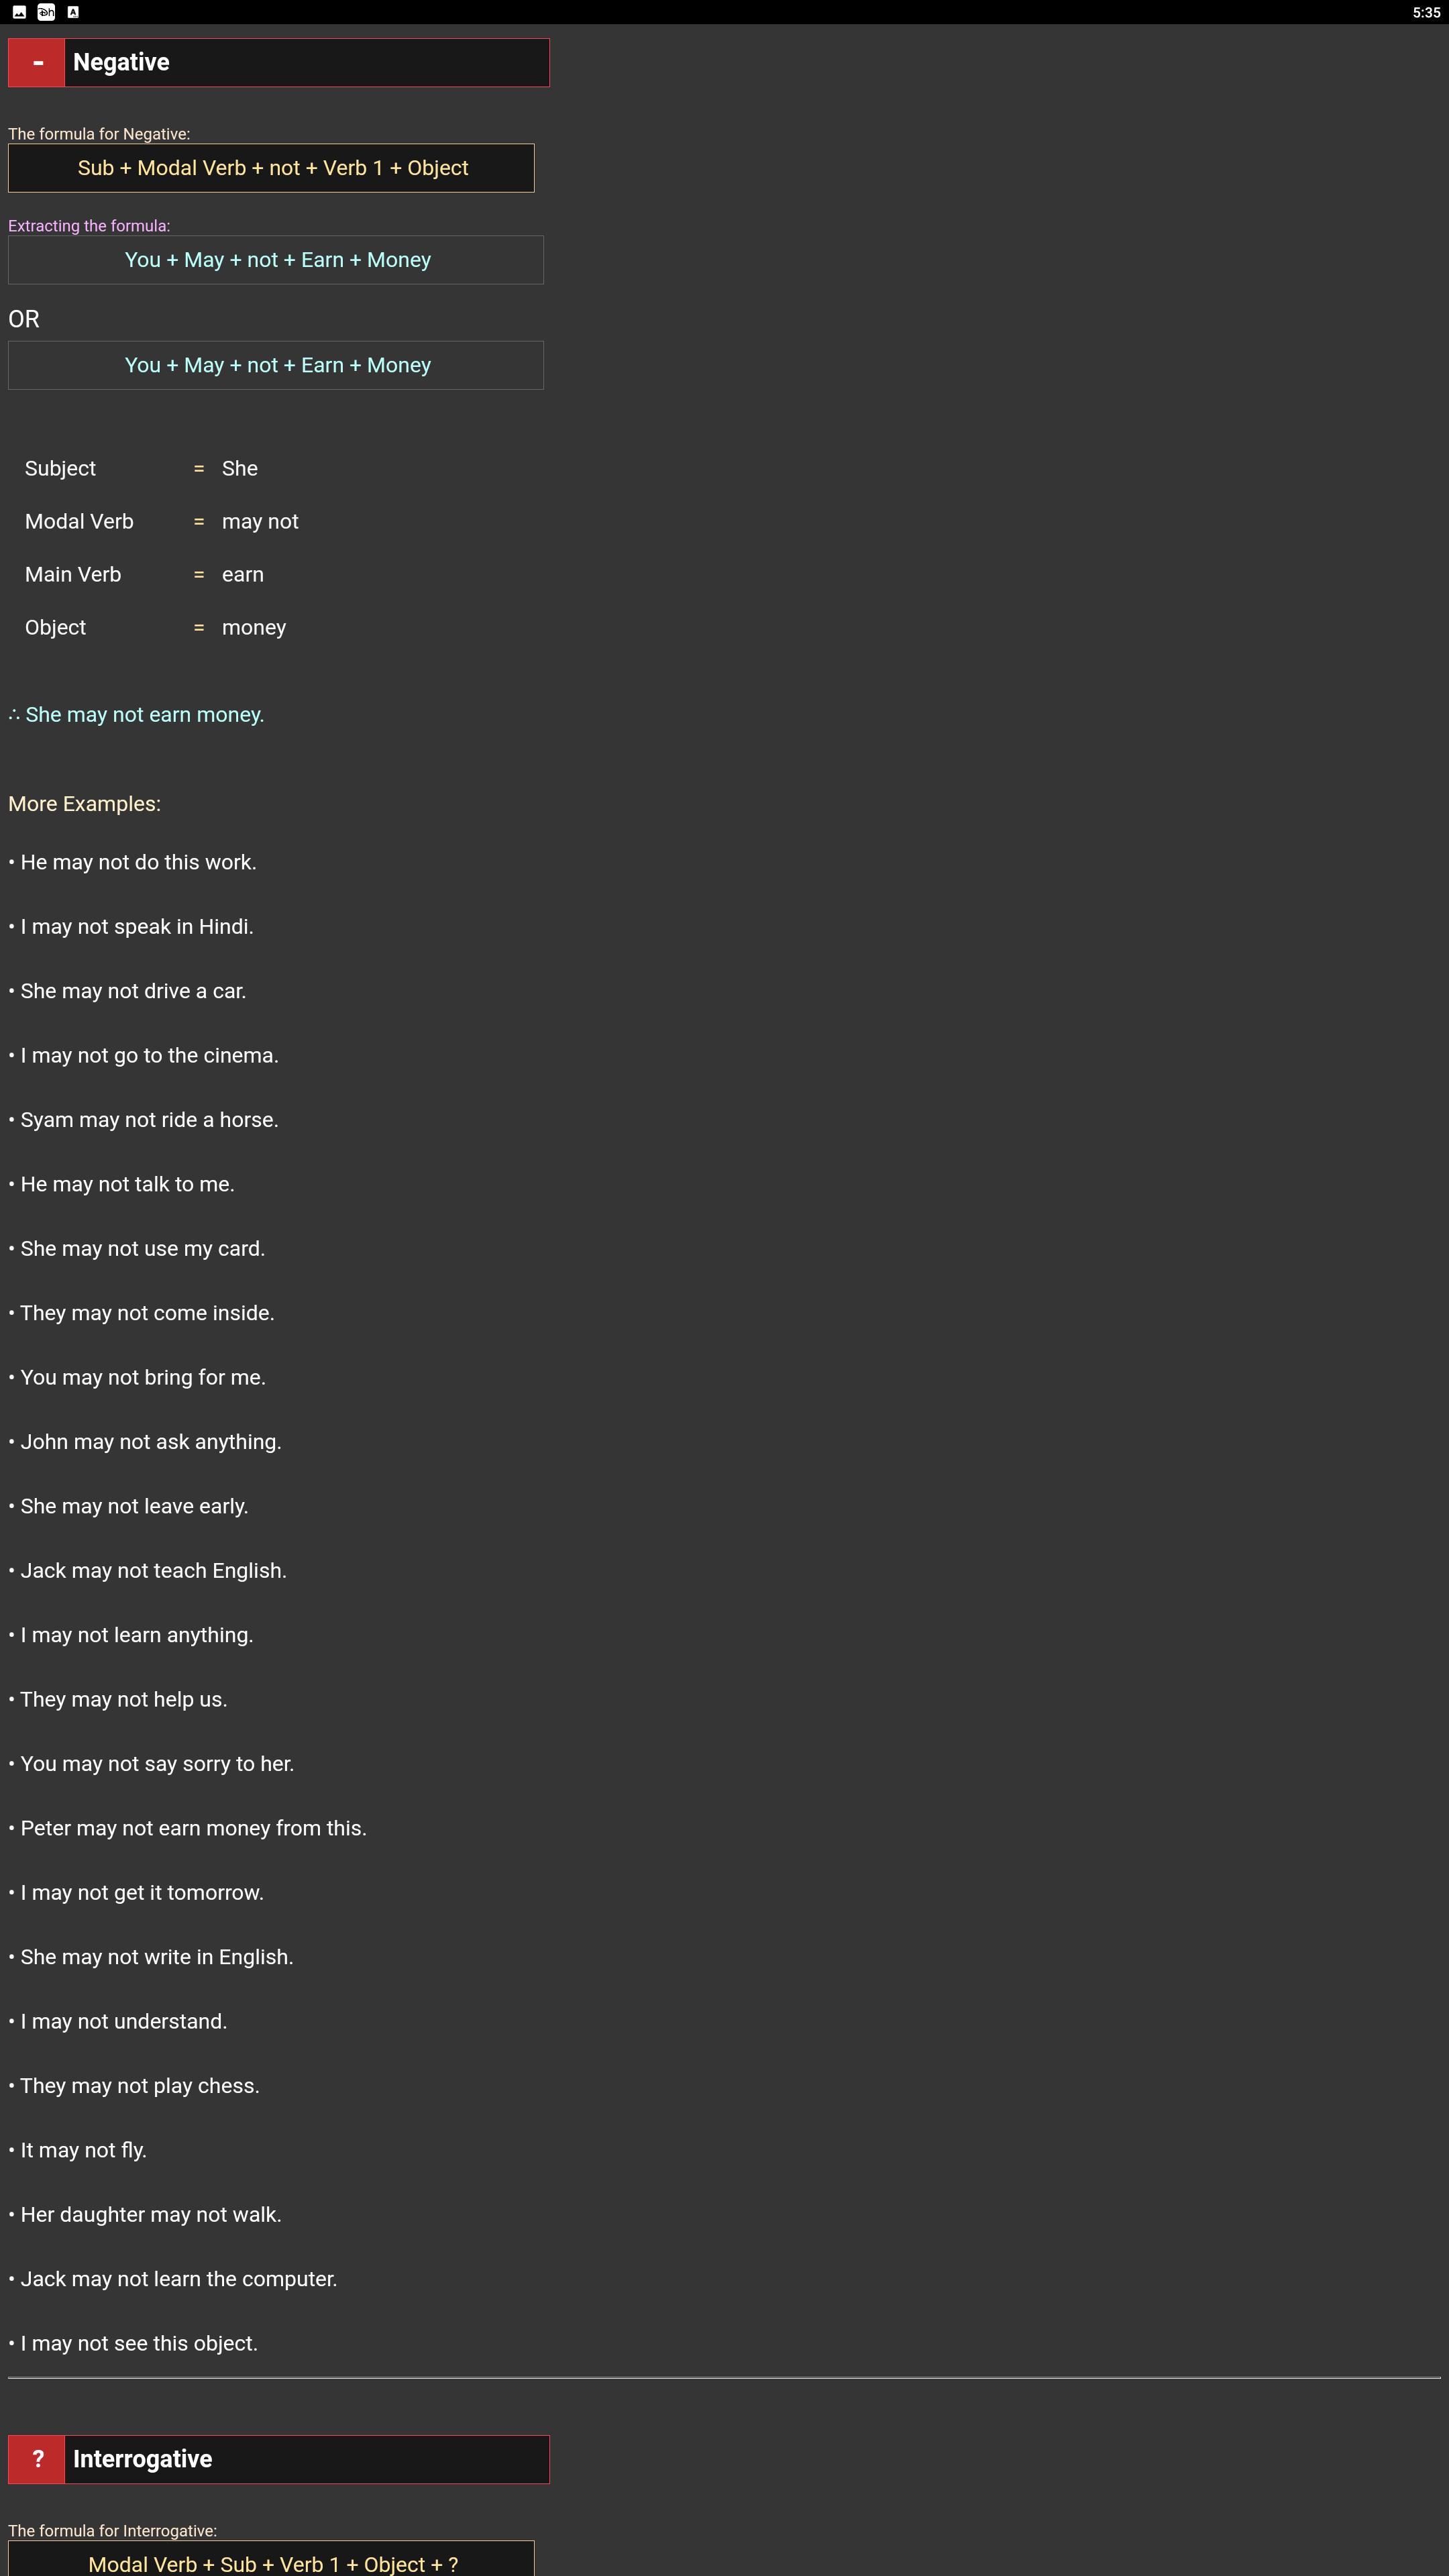 5:35
- Negative
The formula for Negative:
Sub + Modal Verb + not + Verb 1 + Object
Extracting the formula:
You + May + not + Earn + Money
OR
You + May + not + Earn + Money
Subject = She
Modal Verb = may not
Main Verb = earn
Object = money
∴ She may not earn money.
More Examples:
• He may not do this work.
• I may not speak in Hindi.
• She may not drive a car.
• I may not go to the cinema.
• Syam may not ride a horse.
• He may not talk to me.
• She may not use my card.
• They may not come inside.
• You may not bring for me.
• John may not ask anything.
• She may not leave early.
• Jack may not teach English.
• I may not learn anything.
• They may not help us.
• You may not say sorry to her.
• Peter may not earn money from this.
• I may not get it tomorrow.
• She may not write in English.
• I may not understand.
• They may not play chess.
• It may not fly.
• Her daughter may not walk.
• Jack may not learn the computer.
• I may not see this object.
? Interrogative
The formula for Interrogative:
Modal Verb + Sub + Verb 1 + Object + ?